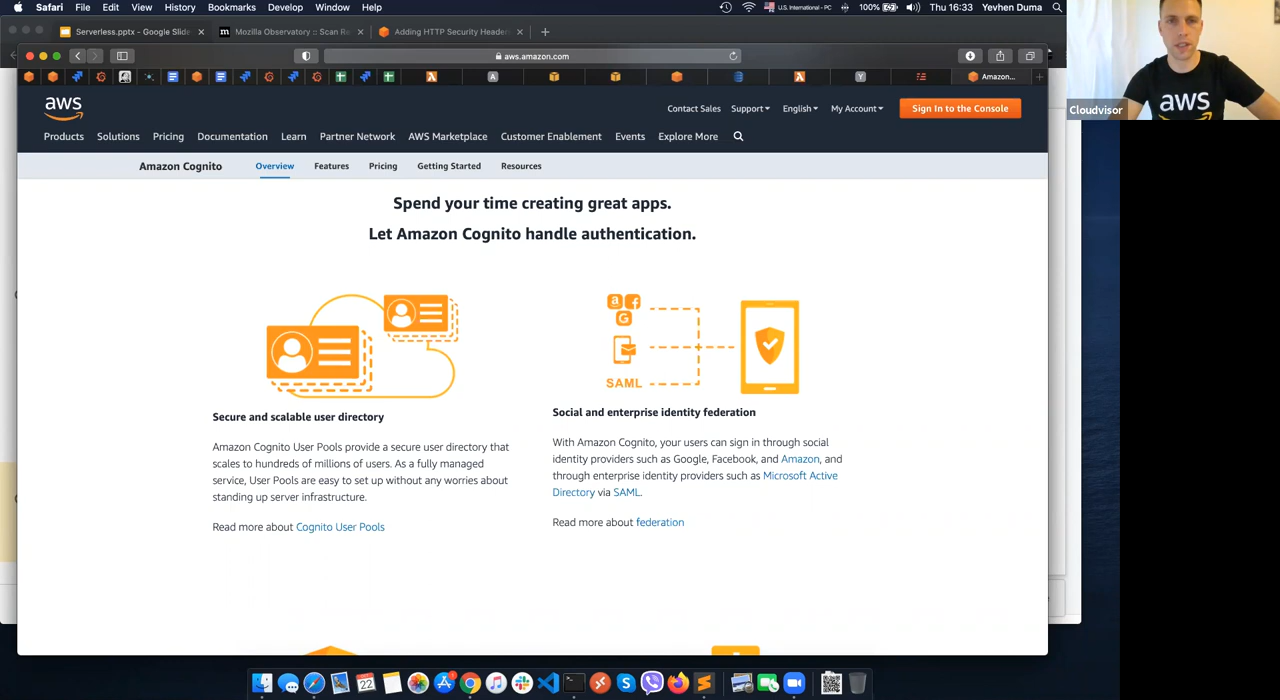 Safari File Edit View History Bookmarks Develop Window Help
U.S. International - PC 100% Thu 16:33 Yevhen Duma
Serverless.pptx - Google Slide
Mozilla Observatory :: Scan Re
Adding HTTP Security Header
aws.amazon.com
Amazon...
aws
Contact Sales Support English My Account Sign In to the Console
Products Solutions Pricing Documentation Learn Partner Network AWS Marketplace Customer Enablement Events Explore More
Amazon Cognito Overview Features Pricing Getting Started Resources
Spend your time creating great apps.
Let Amazon Cognito handle authentication.
SAML
Secure and scalable user directory
Amazon Cognito User Pools provide a secure user directory that
scales to hundreds of millions of users. As a fully managed
service, User Pools are easy to set up without any worries about
standing up server infrastructure.
Read more about Cognito User Pools
Social and enterprise identity federation
With Amazon Cognito, your users can sign in through social
identity providers such as Google, Facebook, and Amazon, and
through enterprise identity providers such as Microsoft Active
Directory via SAML.
Read more about federation
aws
Cloudvisor
22